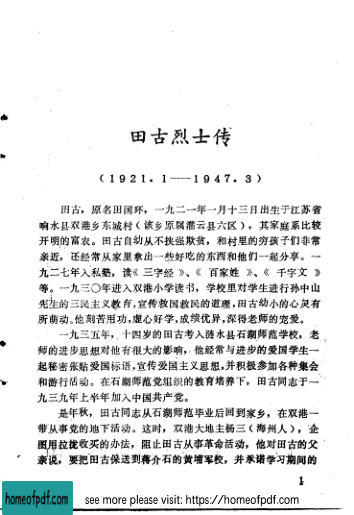 田古烈士传
(1921.1——1947.3)
田古，原名田国环，一九二一年一月十三日出生于江苏省
响水县双港乡东城村（该乡原属灌云县六区），其家庭系比较
开明的富农。田古自幼从不挟强欺贫，和村里的穷孩子们非常
亲近，还经常从家里拿出一些好吃的东西和他们一起分享。一
九二七年入私塾，读《三字经》、《百家姓》、《千字文》
等。一九三〇年进入双港小学读书，学校里对学生进行孙中山
先生的三民主义教育，宣传救国救民的道理，田古幼小的心灵有
所萌动。他刻苦用功，虚心好学，成绩优异，深得老师的宠爱。
一九三五年，十四岁的田古考入涟水县石湖师范学校，老
师的进步思想对他有很大的影响，他经常与进步的爱国学生一
起秘密张贴爱国标语，宣传爱国主义思想，并积极参加各种集会
和游行活动。在石湖师范党组织的教育培养下，田古同志于一
九三九年上半年加入中国共产党。
是年秋，田古同志从石湖师范毕业后回到家乡，在双港一
带从事党的地下活动。这时，双港大地主杨三（海州人），企
图用拉拢收买的办法，阻止田古从事革命活动，他对田古的父
亲说，要把田古保送到蒋介石的黄埔军校，并承诺学习期间的
1
homeofpdf.com
see more please visit: https://homeofpdf.com